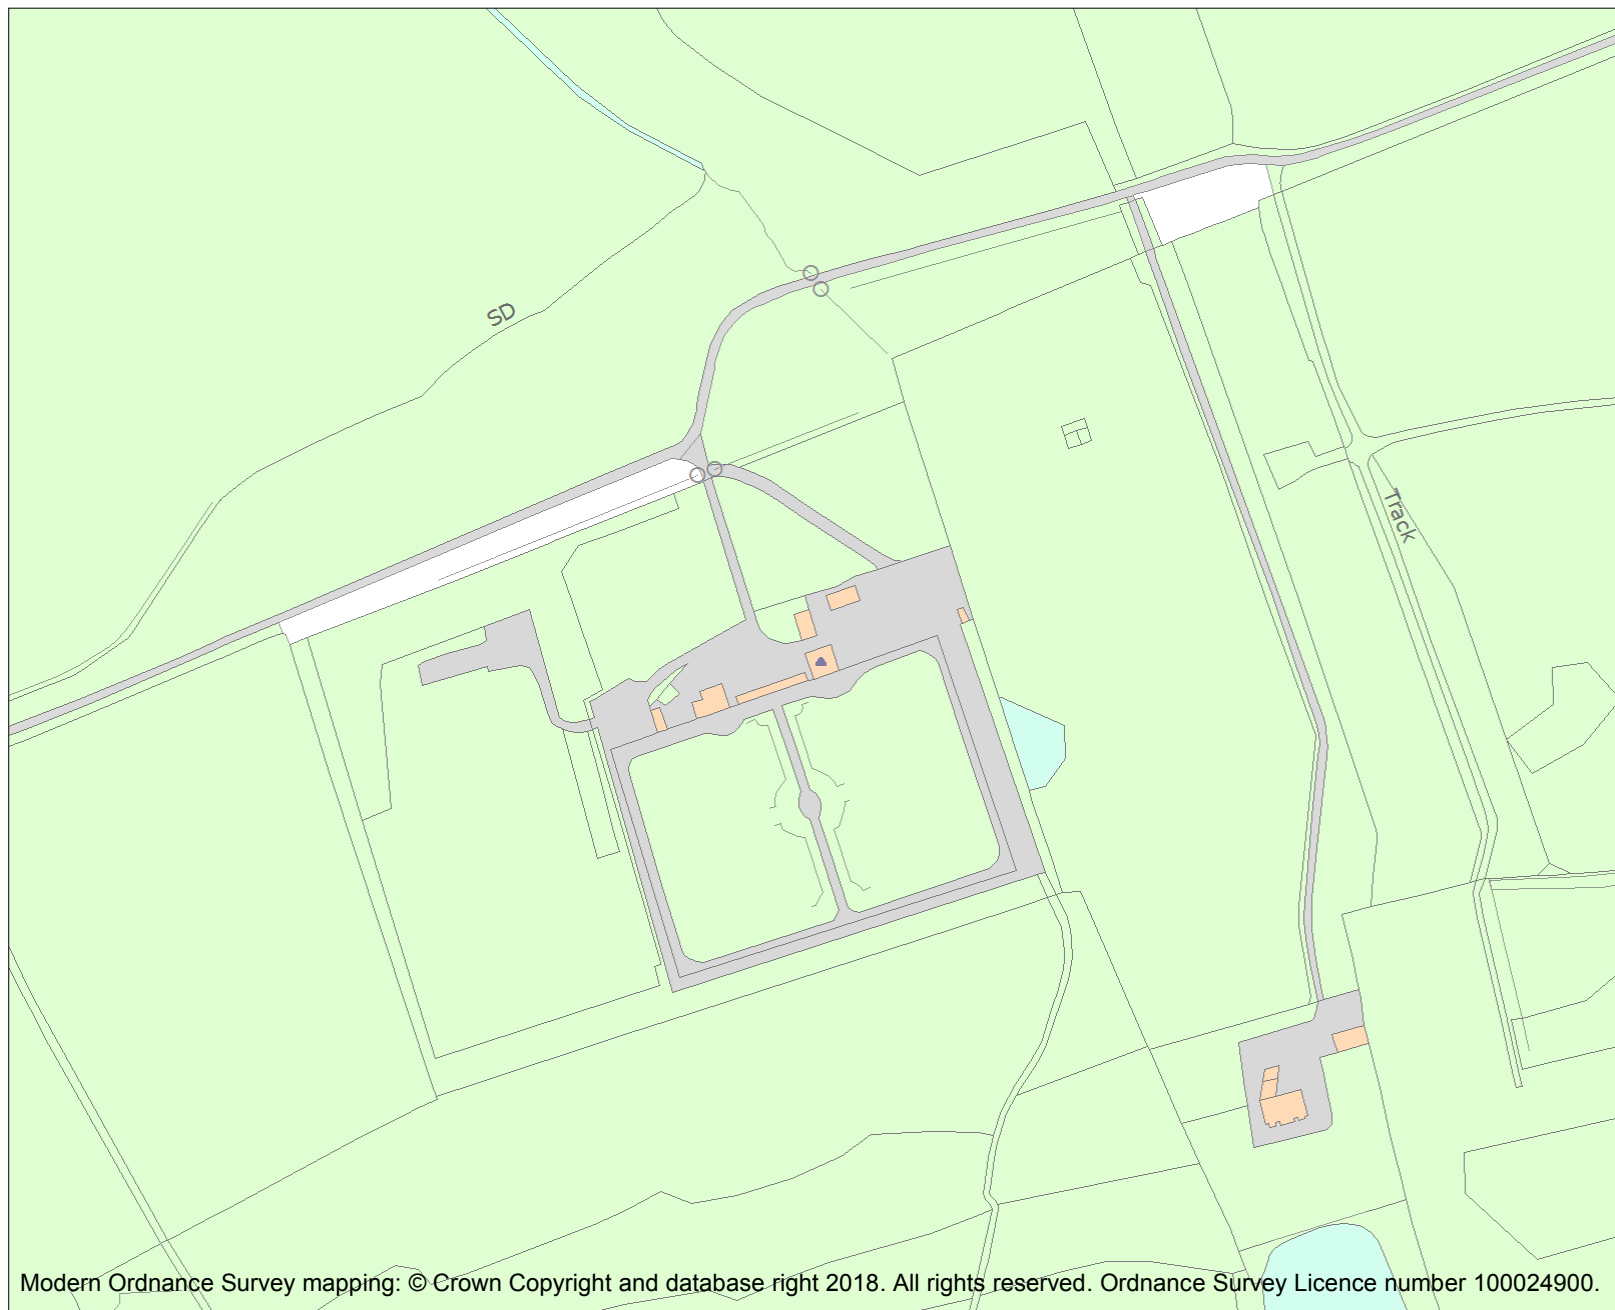 SD
Track
Modern Ordnance Survey mapping: © Crown Copyright and database right 2018. All rights reserved. Ordnance Survey Licence number 100024900.